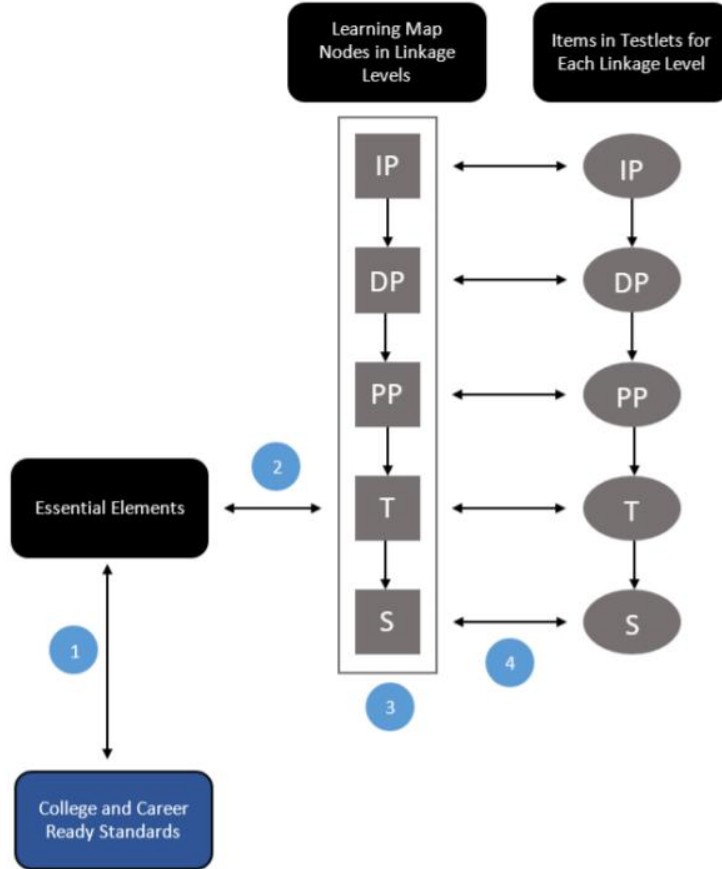 Learning Map
Nodes in Linkage
Levels
Items in Testlets for
Each Linkage Level
IP
IP
DP
DP
PP
PP
2
Essential Elements
T
T
S
S
1
4
3
College and Career
Ready Standards